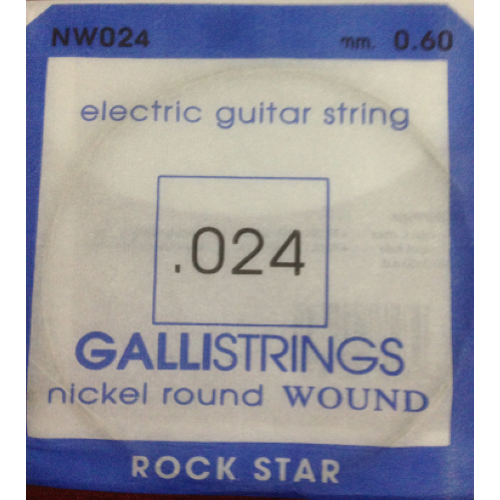 NW024 mm. 0.60
electric guitar string
.024
GALLISTRINGS
nickel round WOUND
ROCK STAR